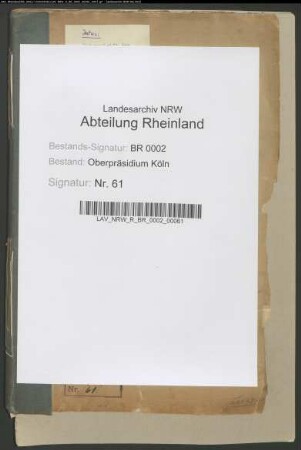 Landesarchiv NRW
Abteilung Rheinland
Bestands-Signatur: BR 0002
Bestand: Oberpräsidium Köln
Signatur: Nr. 61
LAV_NRW_R_BR_0002_00061
Nr. 61